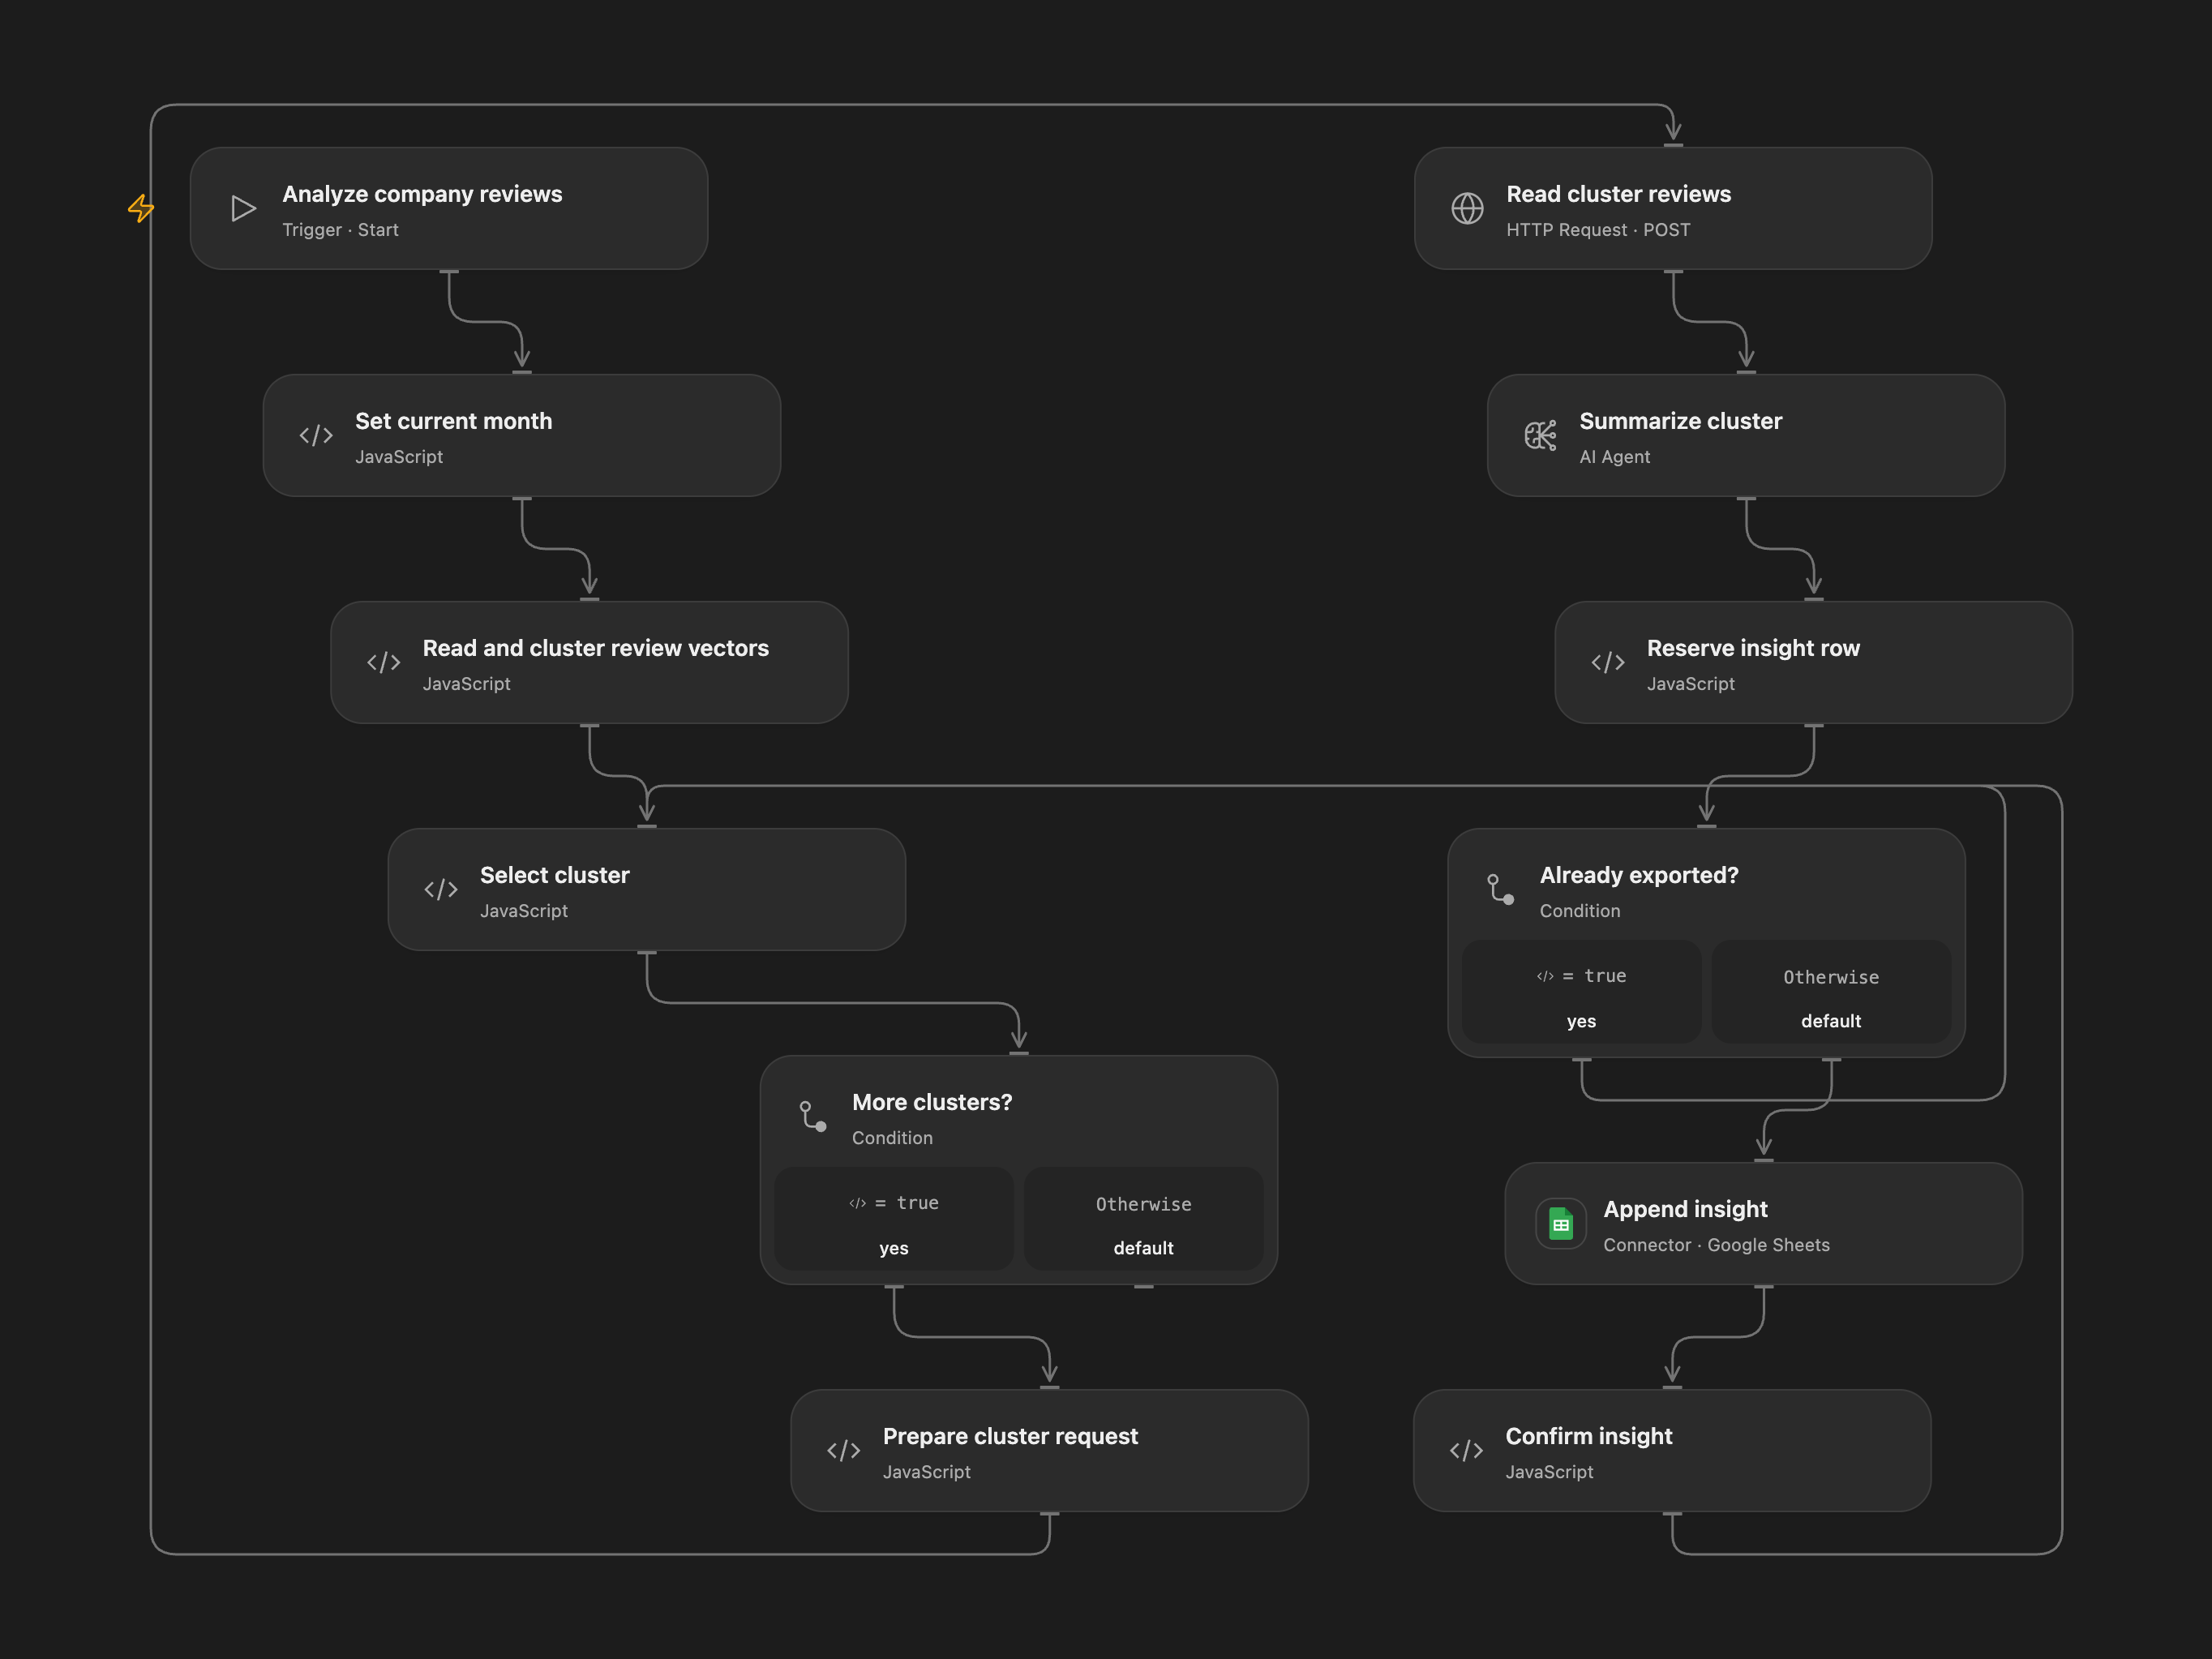 Analyze company reviews
Trigger · Start
Set current month
JavaScript
Read and cluster review vectors
JavaScript
Select cluster
JavaScript
More clusters?
Condition
</> = true
yes
Otherwise
default
Prepare cluster request
JavaScript
Read cluster reviews
HTTP Request · POST
Summarize cluster
AI Agent
Reserve insight row
JavaScript
Already exported?
Condition
</> = true
yes
Otherwise
default
Append insight
Connector · Google Sheets
Confirm insight
JavaScript